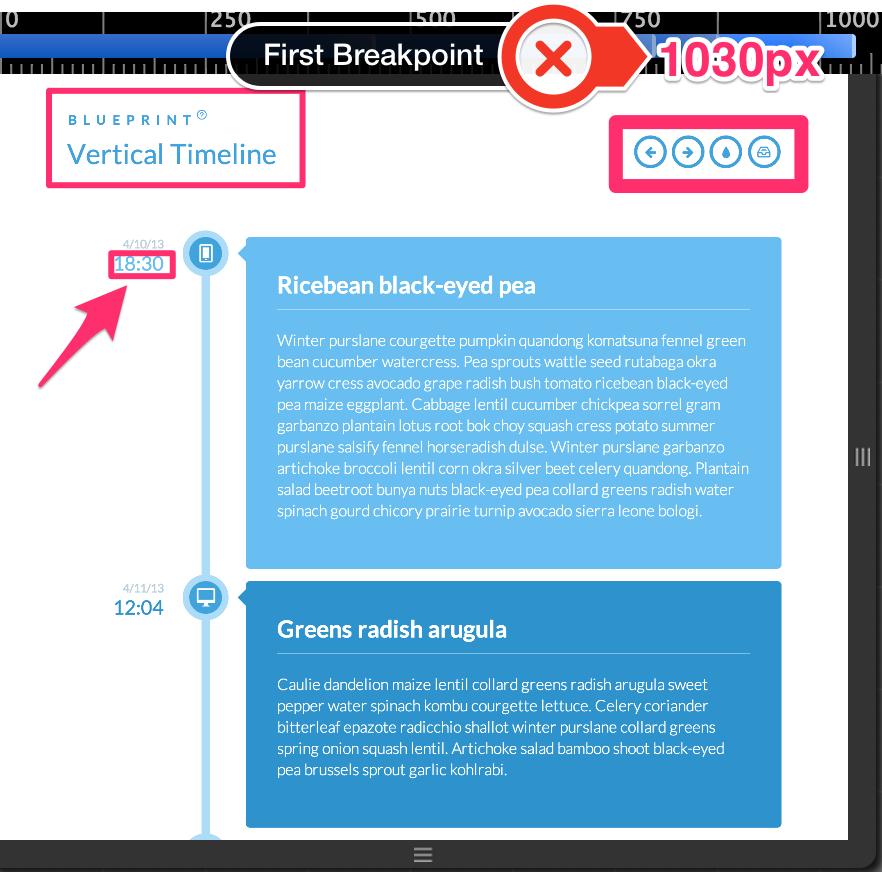 0 250 500 750 1000
First Breakpoint
1030px
BLUEPRINT?
Vertical Timeline
4/10/13
18:30
Ricebean black-eyed pea
Winter purslane courgette pumpkin quandong komatsuna fennel green
bean cucumber watercress. Pea sprouts wattle seed rutabaga okra
yarrow cress avocado grape radish bush tomato ricebean black-eyed
pea maize eggplant. Cabbage lentil cucumber chickpea sorrel gram
garbanzo plantain lotus root bok choy squash cress potato summer
purslane salsify fennel horseradish dulse. Winter purslane garbanzo
artichoke broccoli lentil corn okra silver beet celery quandong. Plantain
salad beetroot bunya nuts black-eyed pea collard greens radish water
spinach gourd chicory prairie turnip avocado sierra leone bologi.
4/11/13
12:04
Greens radish arugula
Caulie dandelion maize lentil collard greens radish arugula sweet
pepper water spinach kombu courgette lettuce. Celery coriander
bitterleaf epazote radicchio shallot winter purslane collard greens
spring onion squash lentil. Artichoke salad bamboo shoot black-eyed
pea brussels sprout garlic kohlrabi.